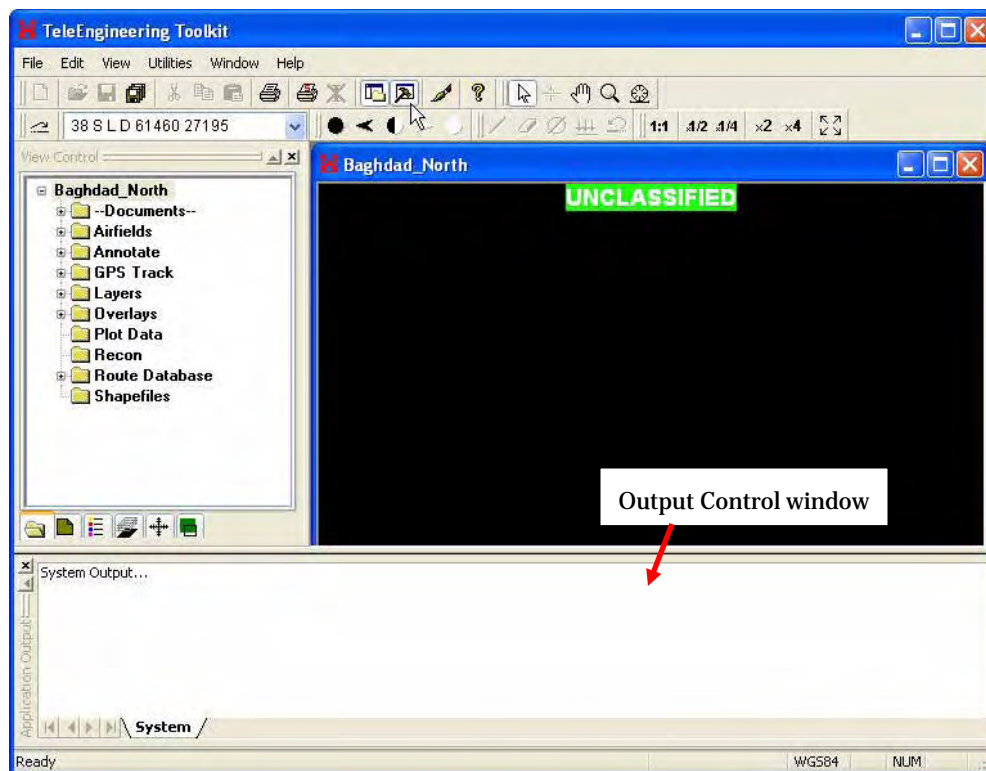 TeleEngineering Toolkit
File Edit View Utilities Window Help
38 S L D 61460 27195
1:1 .1/2 .1/4 ×2 ×4
View Control
Baghdad_North
--Documents--
Airfields
Annotate
GPS Track
Layers
Overlays
Plot Data
Recon
Route Database
Shapefiles
Baghdad_North
UNCLASSIFIED
Output Control window
System Output...
Application Output
System
Ready WGS84 NUM